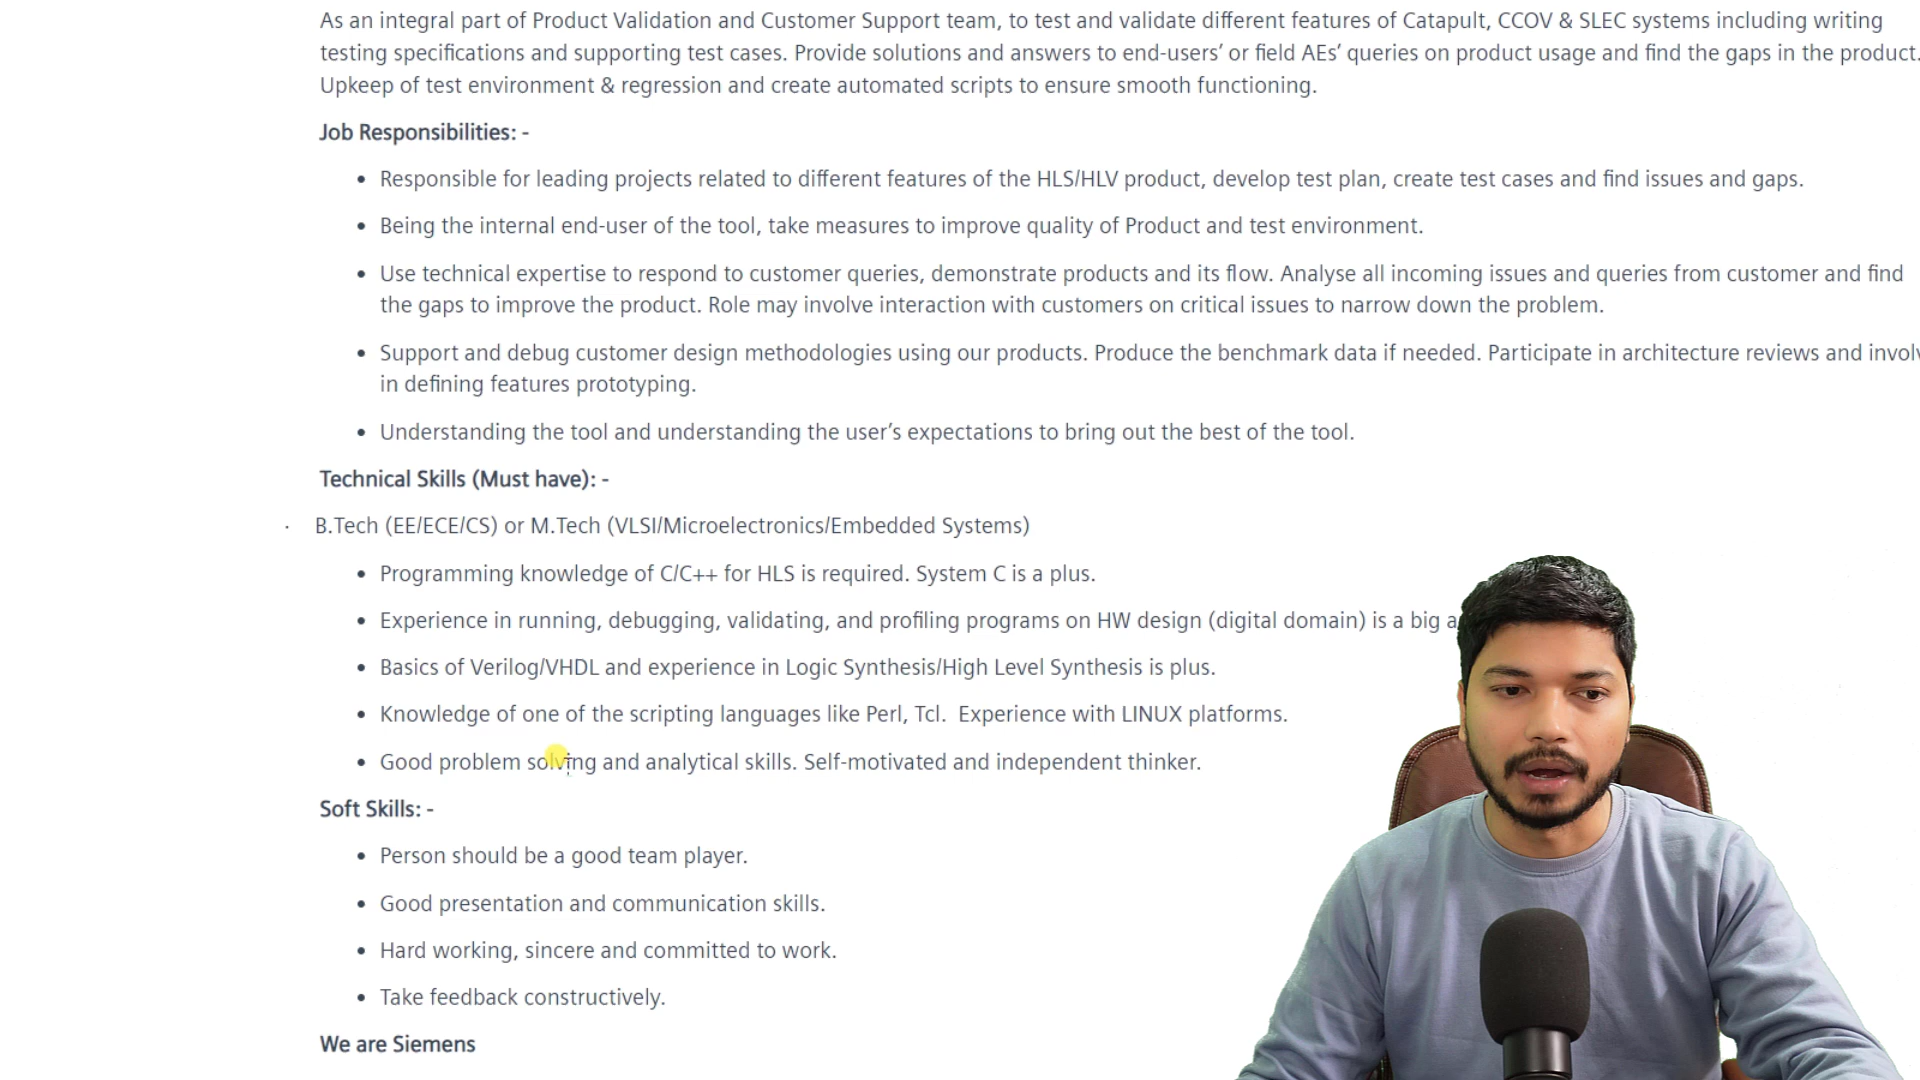 As an integral part of Product Validation and Customer Support team, to test and validate different features of Catapult, CCOV & SLEC systems including writing
testing specifications and supporting test cases. Provide solutions and answers to end-users’ or field AEs’ queries on product usage and find the gaps in the product.
Upkeep of test environment & regression and create automated scripts to ensure smooth functioning.
Job Responsibilities: -
• Responsible for leading projects related to different features of the HLS/HLV product, develop test plan, create test cases and find issues and gaps.
• Being the internal end-user of the tool, take measures to improve quality of Product and test environment.
• Use technical expertise to respond to customer queries, demonstrate products and its flow. Analyse all incoming issues and queries from customer and find
the gaps to improve the product. Role may involve interaction with customers on critical issues to narrow down the problem.
• Support and debug customer design methodologies using our products. Produce the benchmark data if needed. Participate in architecture reviews and
in defining features prototyping.
• Understanding the tool and understanding the user’s expectations to bring out the best of the tool.
Technical Skills (Must have): -
· B.Tech (EE/ECE/CS) or M.Tech (VLSI/Microelectronics/Embedded Systems)
• Programming knowledge of C/C++ for HLS is required. System C is a plus.
• Experience in running, debugging, validating, and profiling programs on HW design (digital domain) is a big
• Basics of Verilog/VHDL and experience in Logic Synthesis/High Level Synthesis is plus.
• Knowledge of one of the scripting languages like Perl, Tcl.  Experience with LINUX platforms.
• Good problem solving and analytical skills. Self-motivated and independent thinker.
Soft Skills: -
• Person should be a good team player.
• Good presentation and communication skills.
• Hard working, sincere and committed to work.
• Take feedback constructively.
We are Siemens